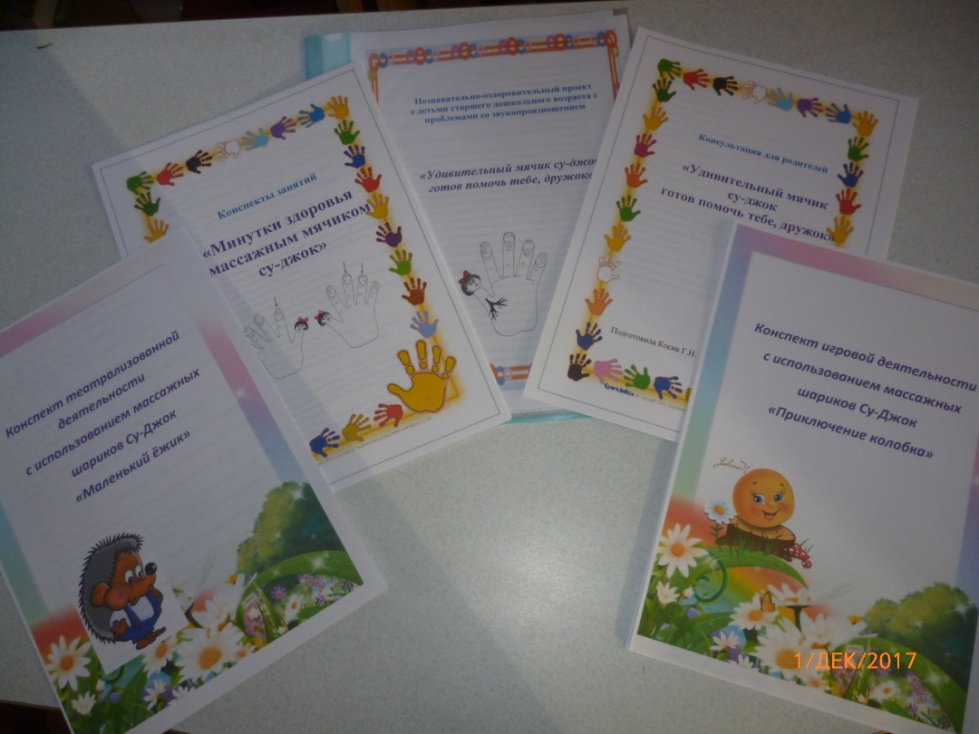 Конспект театрализованной
деятельности
с использованием массажных
шариков Су-Джок
«Маленький ёжик»
Конспекты занятий
«Минутки здоровья
массажным мячиком
су-джок»
Познавательно-оздоровительный проект
с детьми старшего дошкольного возраста с
проблемами со звукопроизношением
«Удивительный мячик су-джок
готов помочь тебе, дружок»
Консультация для родителей
«Удивительный мячик
су-джок
готов помочь тебе, дружок»
Подготовила Косяк Г.Н.
Конспект игровой деятельности
с использованием массажных
шариков Су-Джок
«Приключение колобка»
1/ДЕК/2017